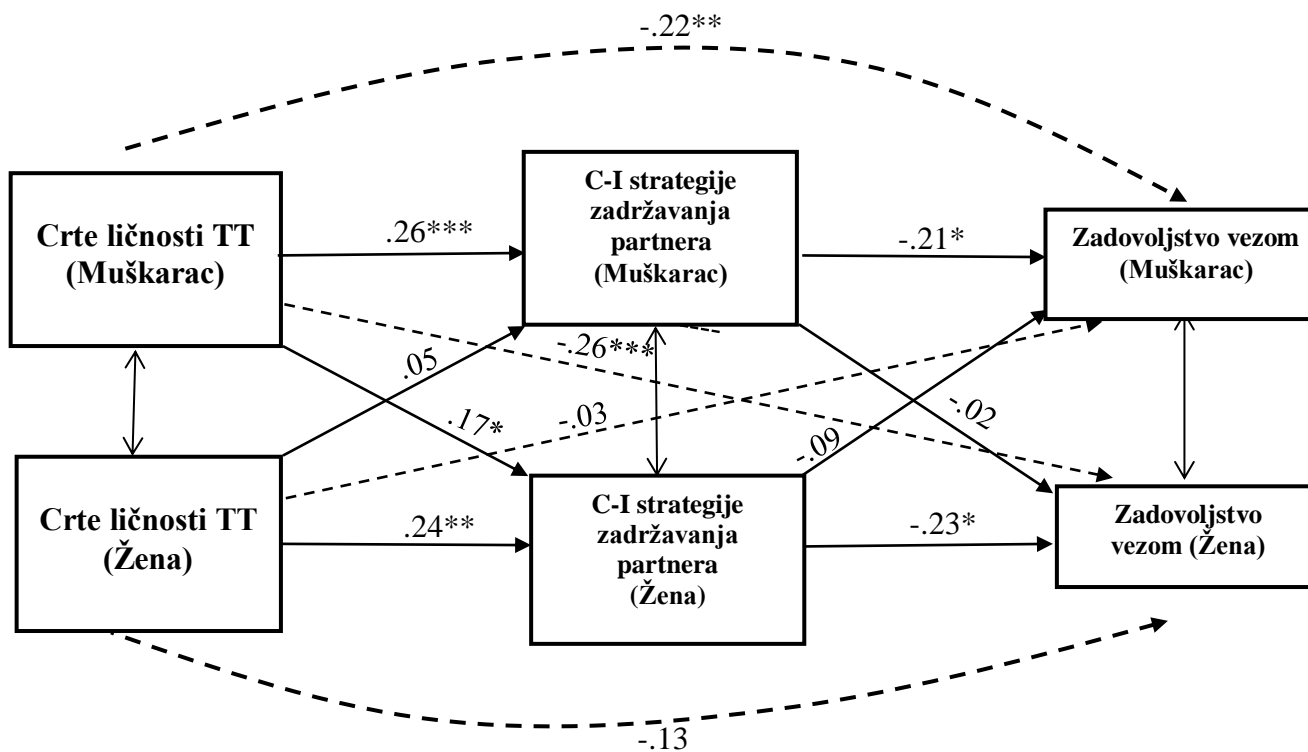 -.22**
Crte ličnosti TT
(Muškarac)
.26***
C-I strategije
zadržavanja
partnera
(Muškarac)
-.21*
Zadovoljstvo vezom
(Muškarac)
.05
.17*
-.26***
-.03
-.09
-.02
Crte ličnosti TT
(Žena)
.24**
C-I strategije
zadržavanja
partnera
(Žena)
-.23*
Zadovoljstvo
vezom (Žena)
-.13